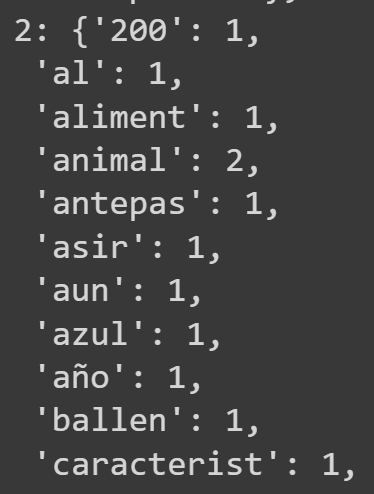 2: {'200': 1,
'al': 1,
'aliment': 1,
'animal': 2,
'antepas': 1,
'asir': 1,
'aun': 1,
'azul': 1,
'año': 1,
'ballen': 1,
'caracterist': 1,